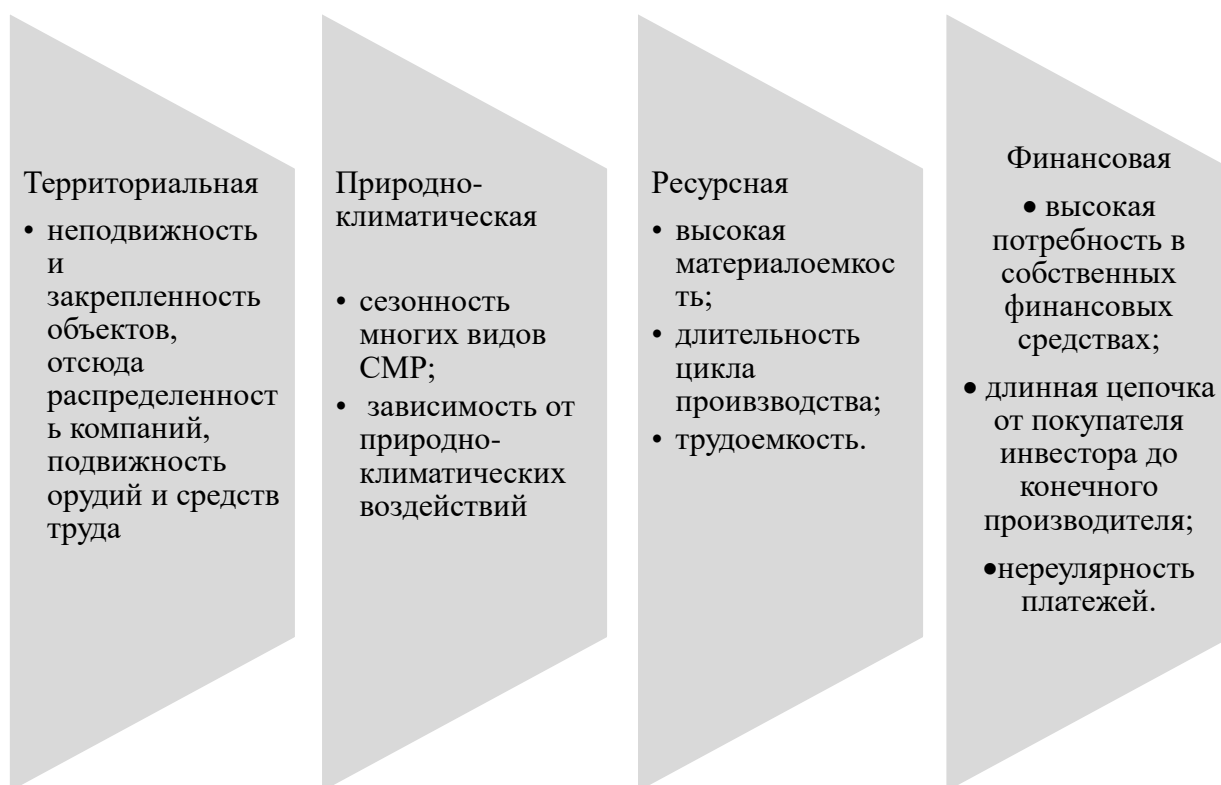 Территориальная
• неподвижность
и
закрепленность
объектов,
отсюда
распределенност
ь компаний,
подвижность
орудий и средств
труда
Природно-
климатическая
• сезонность
многих видов
СМР;
• зависимость от
природно-
климатических
воздействий
Ресурсная
• высокая
материалоемкос
ть;
• длительность
цикла
проивзводства;
• трудоемкость.
Финансовая
• высокая
потребность в
собственных
финансовых
средствах;
• длинная цепочка
от покупателя
инвестора до
конечного
производителя;
•нереулярность
платежей.